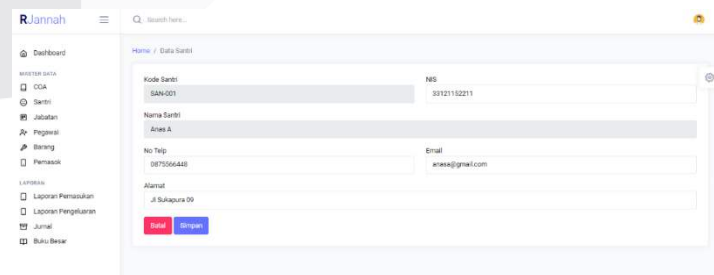 RJannah
Search here...
Dashboard
MASTER DATA
COA
Santri
Jabatan
Pegawai
Barang
Pemasok
LAPORAN
Laporan Pemasukan
Laporan Pengeluaran
Jurnal
Buku Besar
Home / Data Santri
Kode Santri
SAN-001
NIS
33121152211
Nama Santri
Anas A
No Telp
0875566448
Email
anasa@gmail.com
Alamat
Jl Sukapura 09
Batal
Simpan